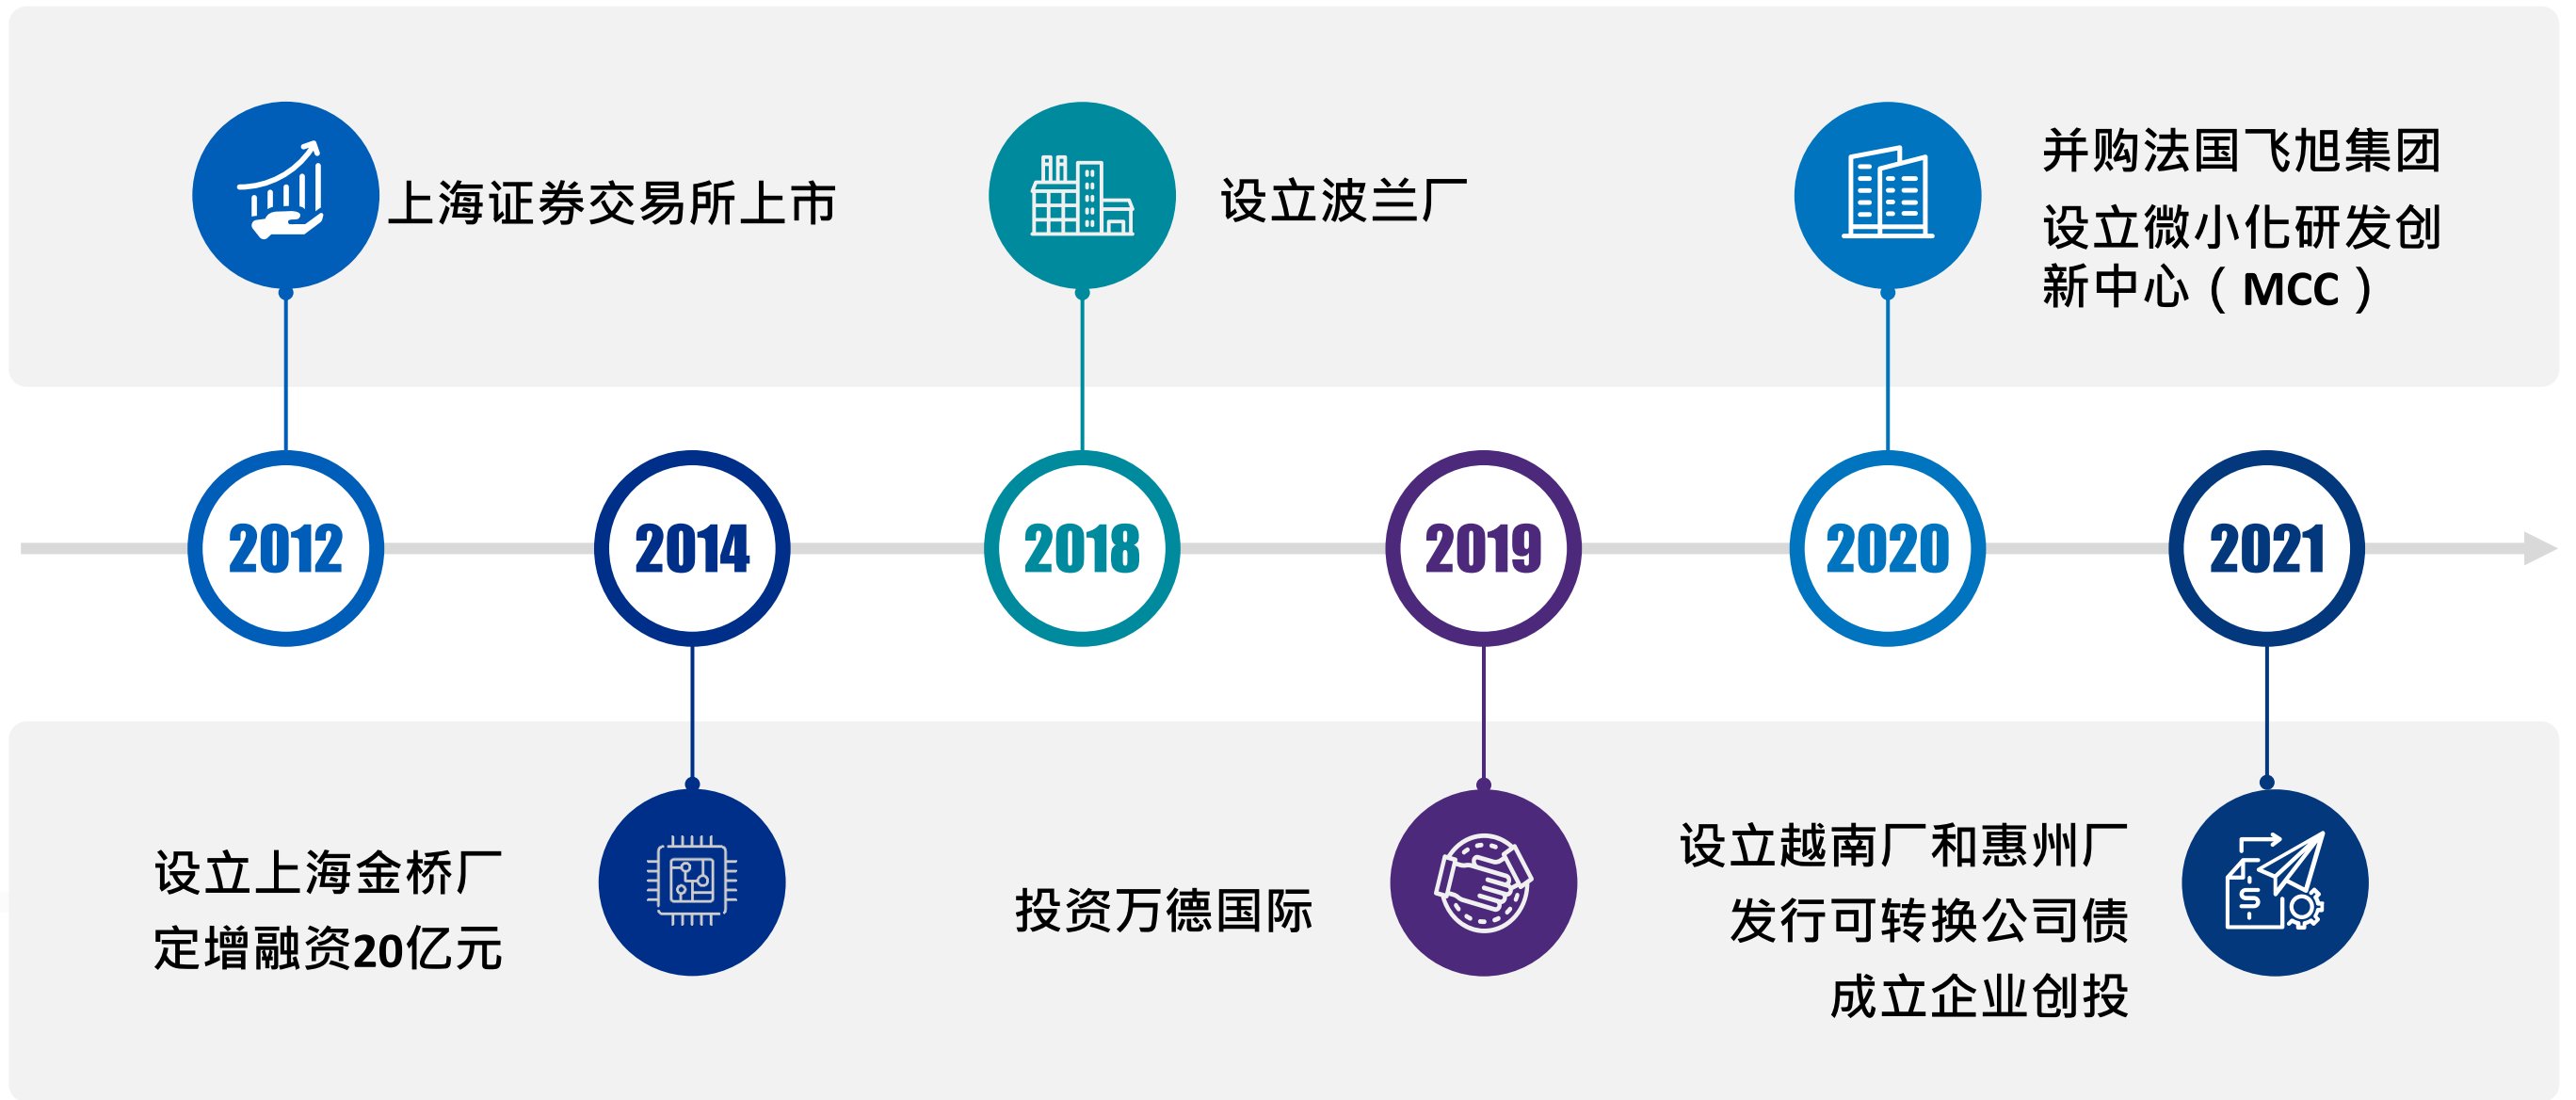 上海证券交易所上市
设立波兰厂
并购法国飞旭集团
设立微小化研发创
新中心（MCC）
2012
2014
2018
2019
2020
2021
设立上海金桥厂
定增融资20亿元
投资万德国际
设立越南厂和惠州厂
发行可转换公司债
成立企业创投